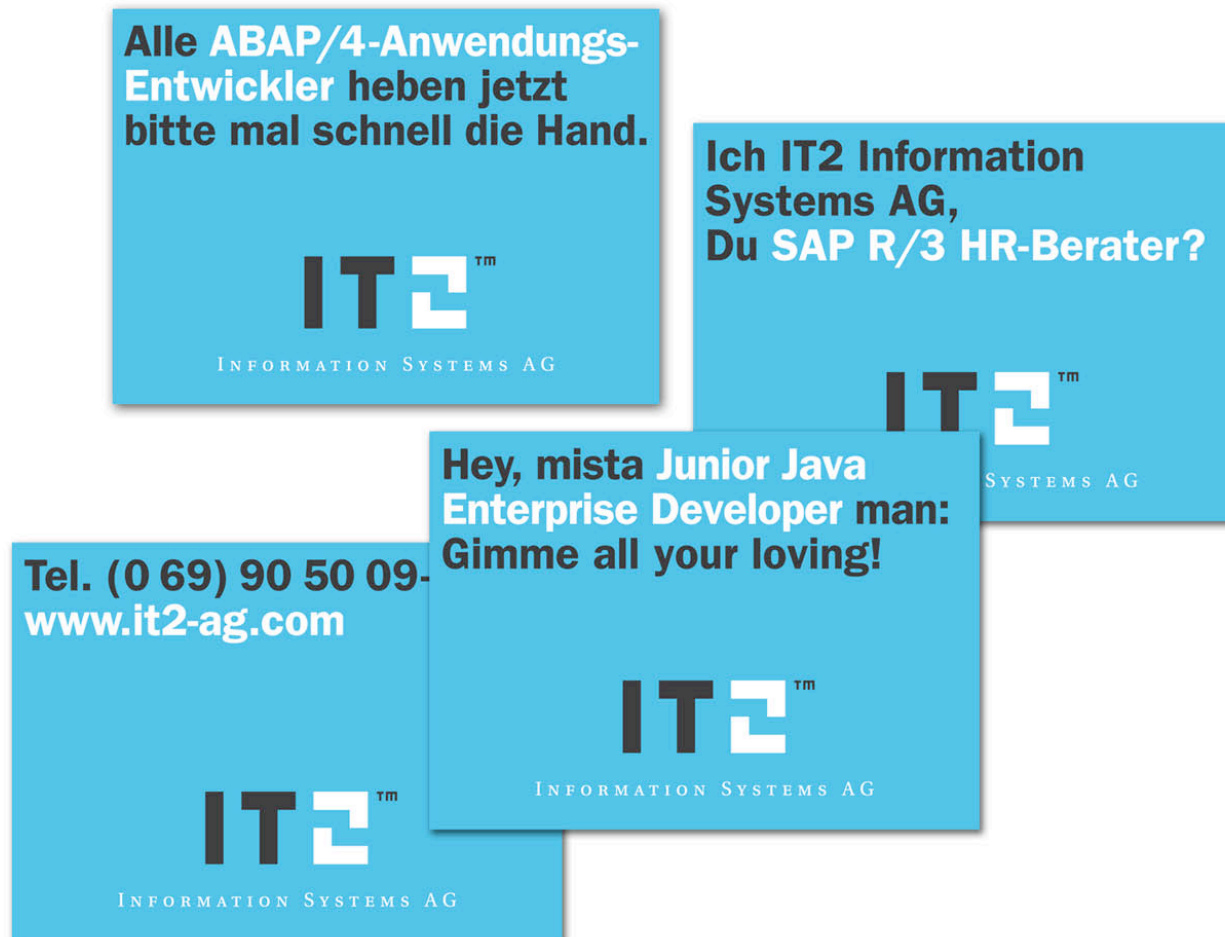 Alle ABAP/4-Anwendungs-
Entwickler heben jetzt
bitte mal schnell die Hand.
IT2™
INFORMATION SYSTEMS AG
Ich IT2 Information
Systems AG,
Du SAP R/3 HR-Berater?
IT2™
SYSTEMS AG
Hey, mista Junior Java
Enterprise Developer man:
Gimme all your loving!
IT2™
INFORMATION SYSTEMS AG
Tel. (0 69) 90 50 09-
www.it2-ag.com
IT2™
INFORMATION SYSTEMS AG